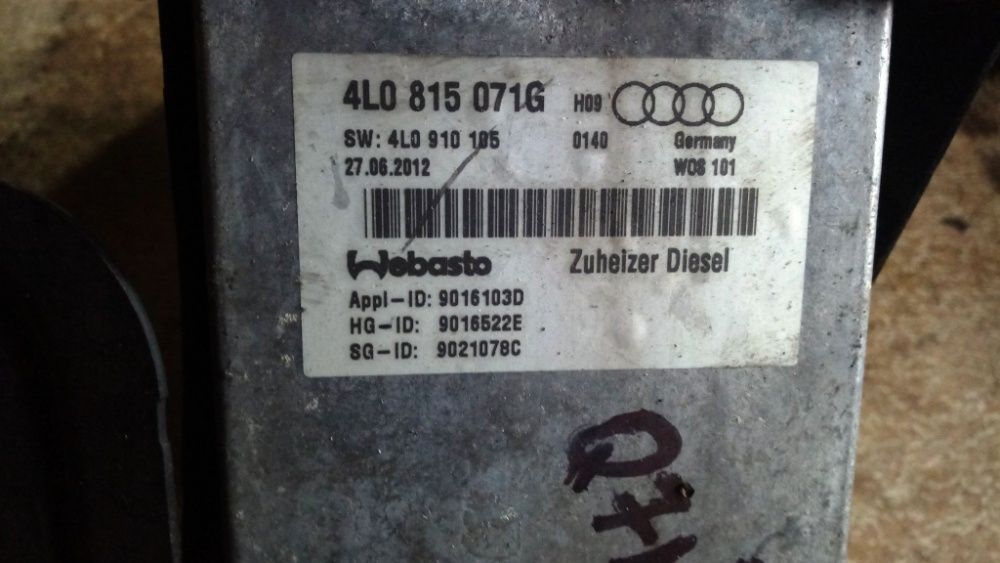 4L0 815 071G H09
SW: 4L0 910 105 0140 Germany
27.06.2012 WOS 101
Webasto Zuheizer Diesel
Appl-ID: 9016103D
HG-ID: 9016522E
SG-ID: 9021078C